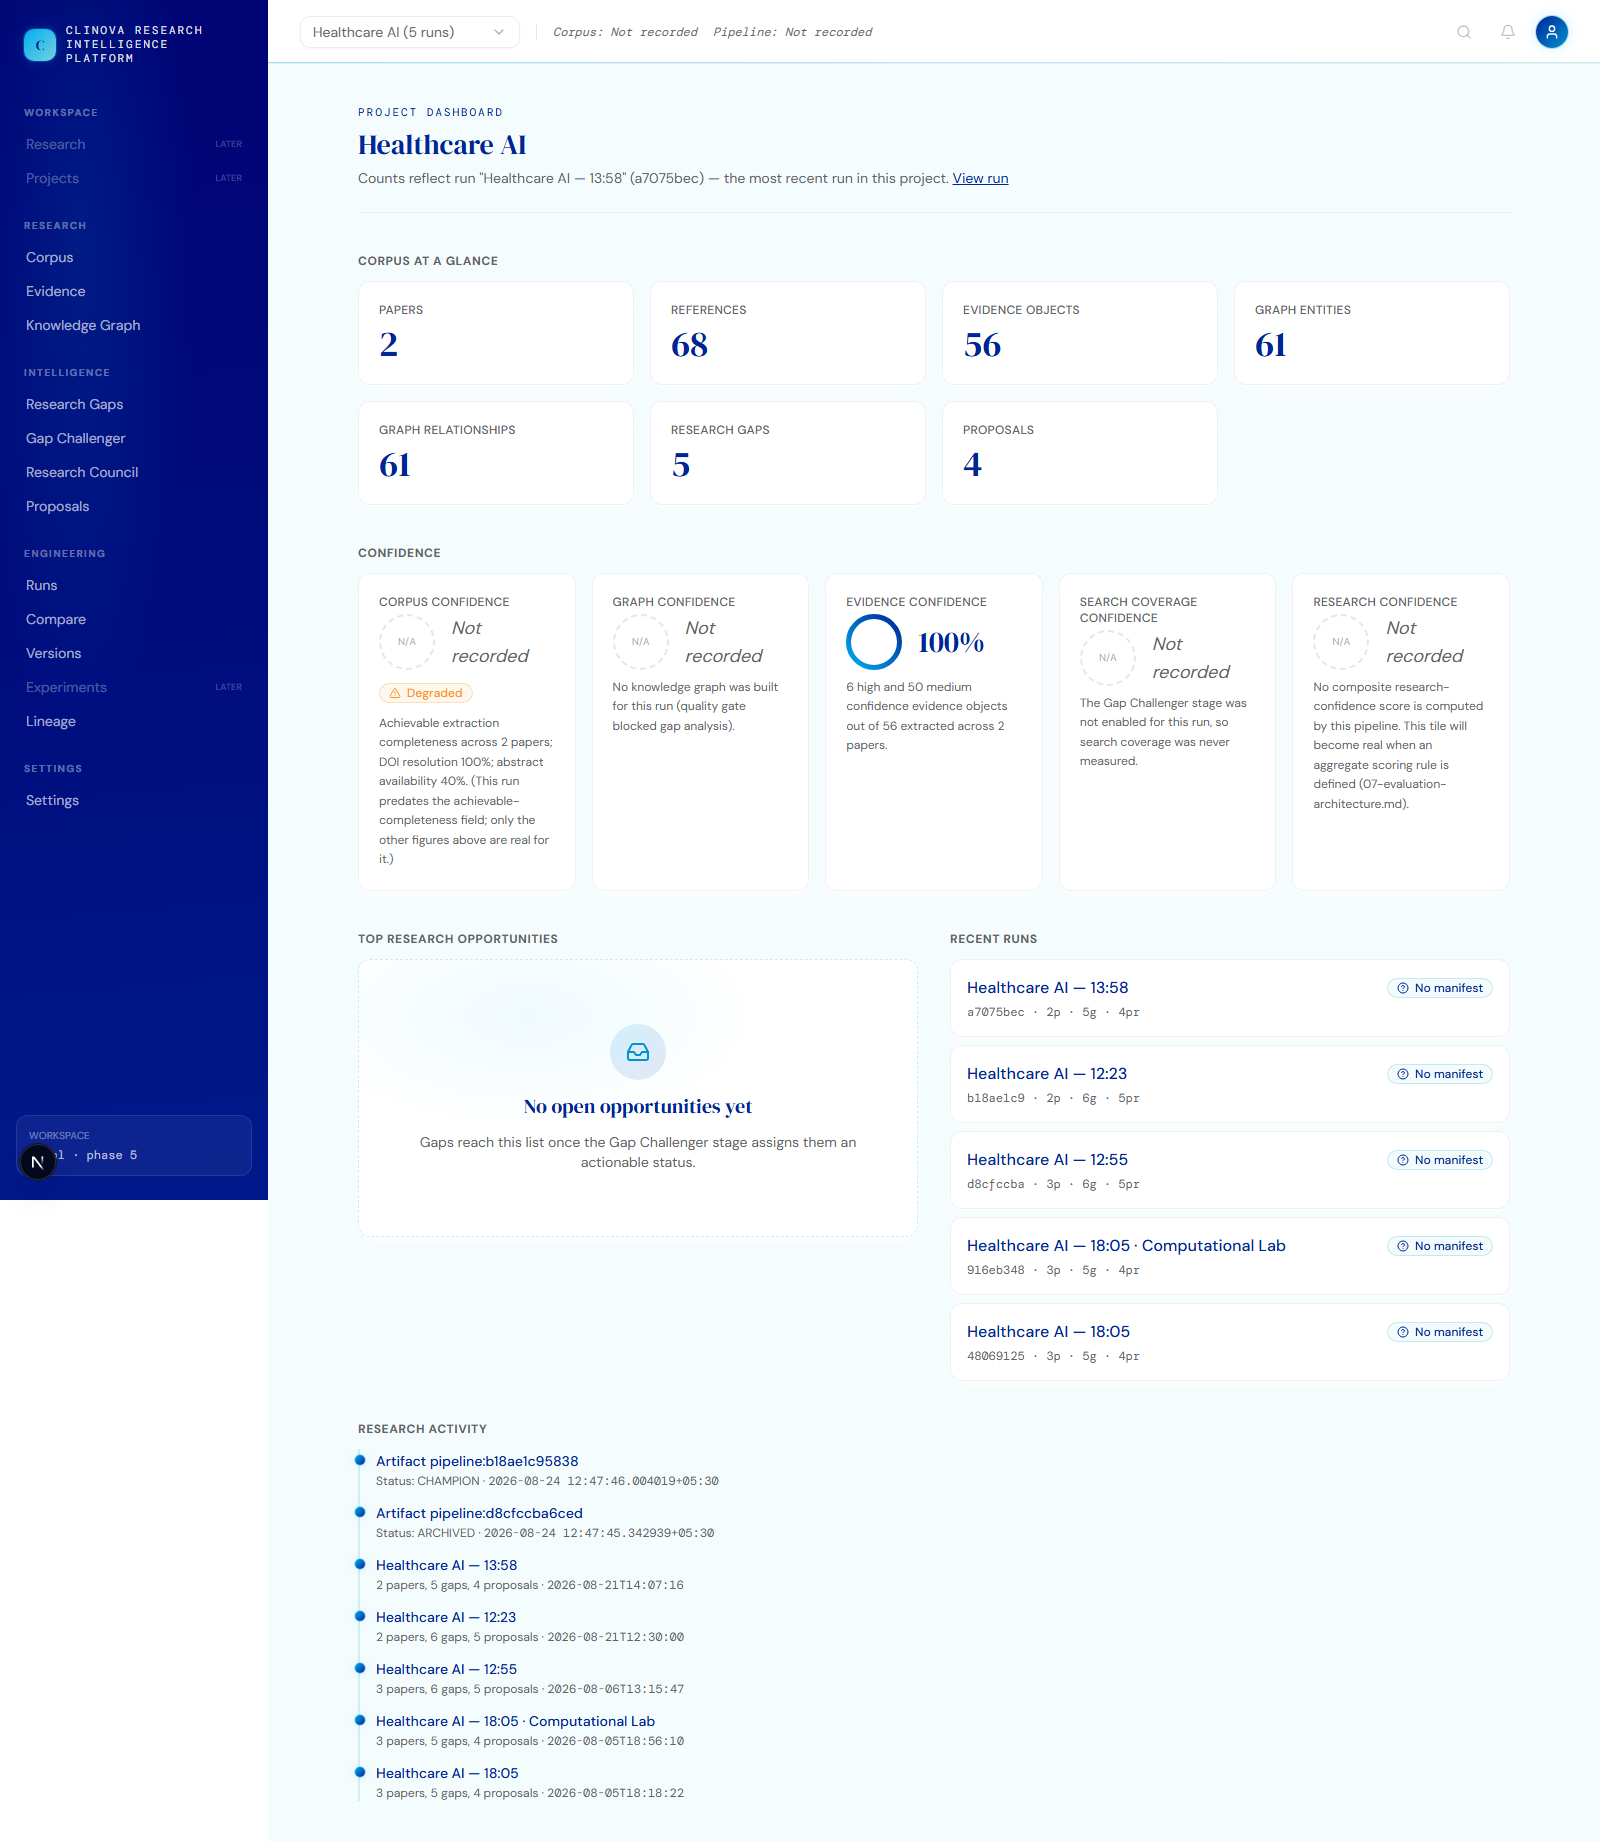 C
CLINOVA RESEARCH
INTELLIGENCE
PLATFORM
WORKSPACE
Research LATER
Projects LATER
RESEARCH
Corpus
Evidence
Knowledge Graph
INTELLIGENCE
Research Gaps
Gap Challenger
Research Council
Proposals
ENGINEERING
Runs
Compare
Versions
Experiments LATER
Lineage
SETTINGS
Settings
WORKSPACE
· phase 5
N
Healthcare AI (5 runs)
Corpus: Not recorded Pipeline: Not recorded
PROJECT DASHBOARD
Healthcare AI
Counts reflect run "Healthcare AI — 13:58" (a7075bec) — the most recent run in this project. View run
CORPUS AT A GLANCE
PAPERS
2
REFERENCES
68
EVIDENCE OBJECTS
56
GRAPH ENTITIES
61
GRAPH RELATIONSHIPS
61
RESEARCH GAPS
5
PROPOSALS
4
CONFIDENCE
CORPUS CONFIDENCE
N/A
Not
recorded
Degraded
Achievable extraction
completeness across 2 papers;
DOI resolution 100%; abstract
availability 40%. (This run
predates the achievable-
completeness field; only the
other figures above are real for
it.)
GRAPH CONFIDENCE
N/A
Not
recorded
No knowledge graph was built
for this run (quality gate
blocked gap analysis).
EVIDENCE CONFIDENCE
100%
6 high and 50 medium
confidence evidence objects
out of 56 extracted across 2
papers.
SEARCH COVERAGE
CONFIDENCE
N/A
Not
recorded
The Gap Challenger stage was
not enabled for this run, so
search coverage was never
measured.
RESEARCH CONFIDENCE
N/A
Not
recorded
No composite research-
confidence score is computed
by this pipeline. This tile will
become real when an
aggregate scoring rule is
defined (07-evaluation-
architecture.md).
TOP RESEARCH OPPORTUNITIES
No open opportunities yet
Gaps reach this list once the Gap Challenger stage assigns them an
actionable status.
RECENT RUNS
Healthcare AI — 13:58
No manifest
a7075bec · 2p · 5g · 4pr
Healthcare AI — 12:23
No manifest
b18ae1c9 · 2p · 6g · 5pr
Healthcare AI — 12:55
No manifest
d8cfccba · 3p · 6g · 5pr
Healthcare AI — 18:05 · Computational Lab
No manifest
916eb348 · 3p · 5g · 4pr
Healthcare AI — 18:05
No manifest
48069125 · 3p · 5g · 4pr
RESEARCH ACTIVITY
Artifact pipeline:b18ae1c95838
Status: CHAMPION · 2026-08-24 12:47:46.004019+05:30
Artifact pipeline:d8cfccba6ced
Status: ARCHIVED · 2026-08-24 12:47:45.342939+05:30
Healthcare AI — 13:58
2 papers, 5 gaps, 4 proposals · 2026-08-21T14:07:16
Healthcare AI — 12:23
2 papers, 6 gaps, 5 proposals · 2026-08-21T12:30:00
Healthcare AI — 12:55
3 papers, 6 gaps, 5 proposals · 2026-08-06T13:15:47
Healthcare AI — 18:05 · Computational Lab
3 papers, 5 gaps, 4 proposals · 2026-08-05T18:56:10
Healthcare AI — 18:05
3 papers, 5 gaps, 4 proposals · 2026-08-05T18:18:22